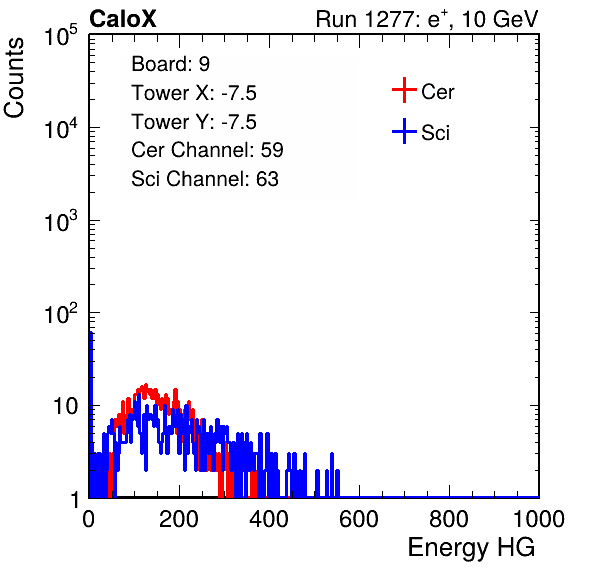 CaloX Run 1277: e⁺, 10 GeV
Counts
10⁵
10⁴
10³
10²
10
1
Board: 9
Tower X: -7.5
Tower Y: -7.5
Cer Channel: 59
Sci Channel: 63
Cer
Sci
0 200 400 600 800 1000
Energy HG